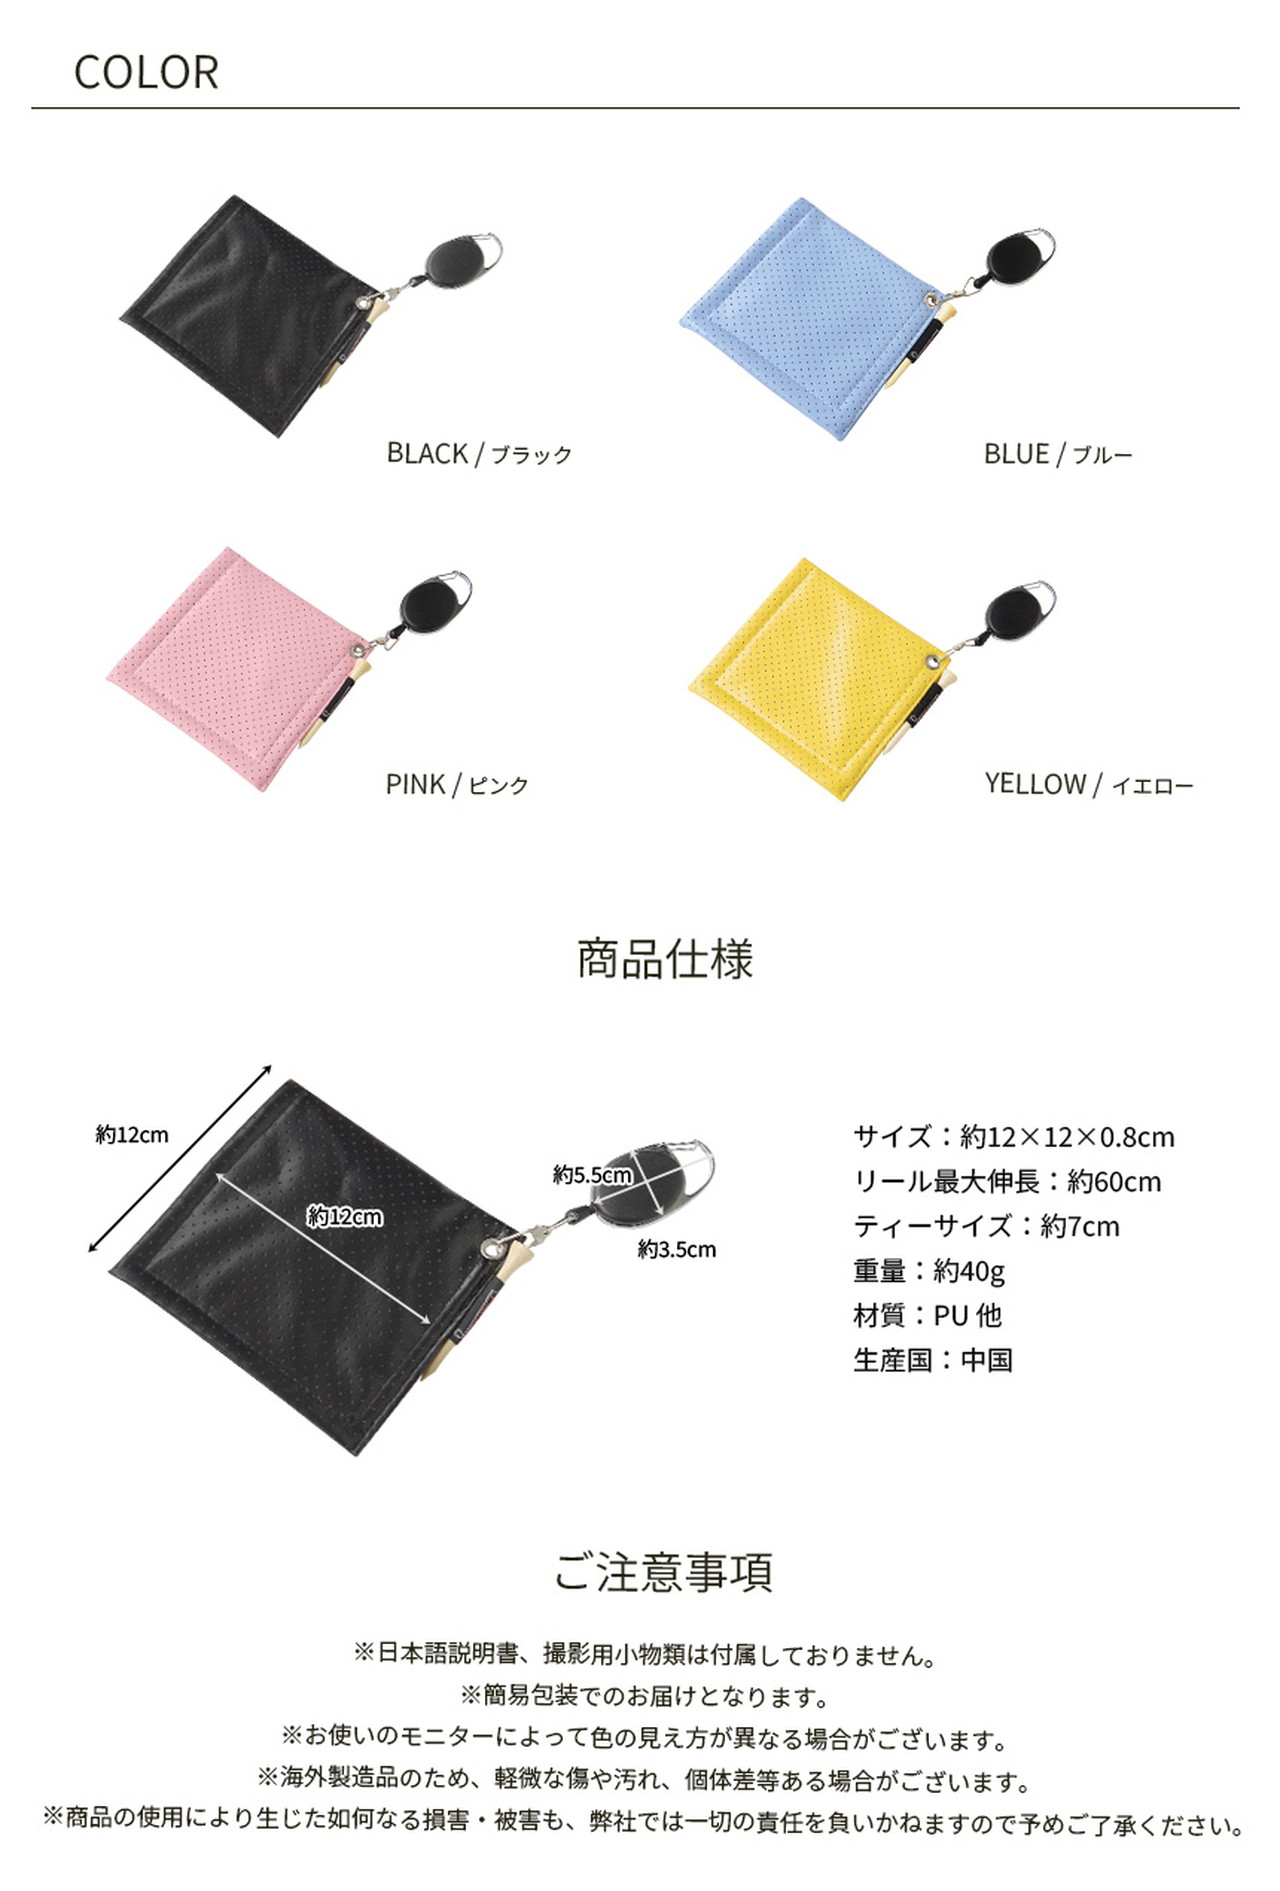 COLOR
BLACK / ブラック
BLUE / ブルー
PINK / ピンク
YELLOW / イエロー
商品仕様
約12cm
約12cm
約5.5cm
約3.5cm
サイズ：約12×12×0.8cm
リール最大伸長：約60cm
ティーサイズ：約7cm
重量：約40g
材質：PU 他
生産国：中国
ご注意事項
※日本語説明書、撮影用小物類は付属しておりません。
※簡易包装でのお届けとなります。
※お使いのモニターによって色の見え方が異なる場合がございます。
※海外製造品のため、軽微な傷や汚れ、個体差等ある場合がございます。
※商品の使用により生じた如何なる損害・被害も、弊社では一切の責任を負いかねますので予めご了承ください。